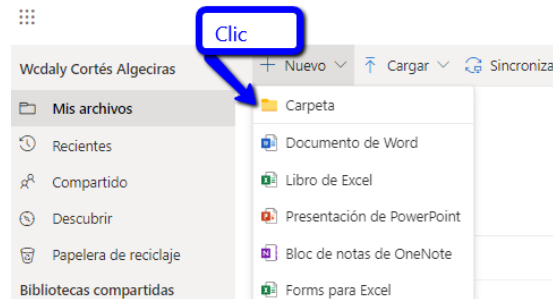 Clic
Wcdaly Cortés Algeciras
Nuevo
Cargar
Sincroniza
Mis archivos
Carpeta
Recientes
Documento de Word
Compartido
Libro de Excel
Descubrir
Presentación de PowerPoint
Papelera de reciclaje
Bloc de notas de OneNote
Bibliotecas compartidas
Forms para Excel